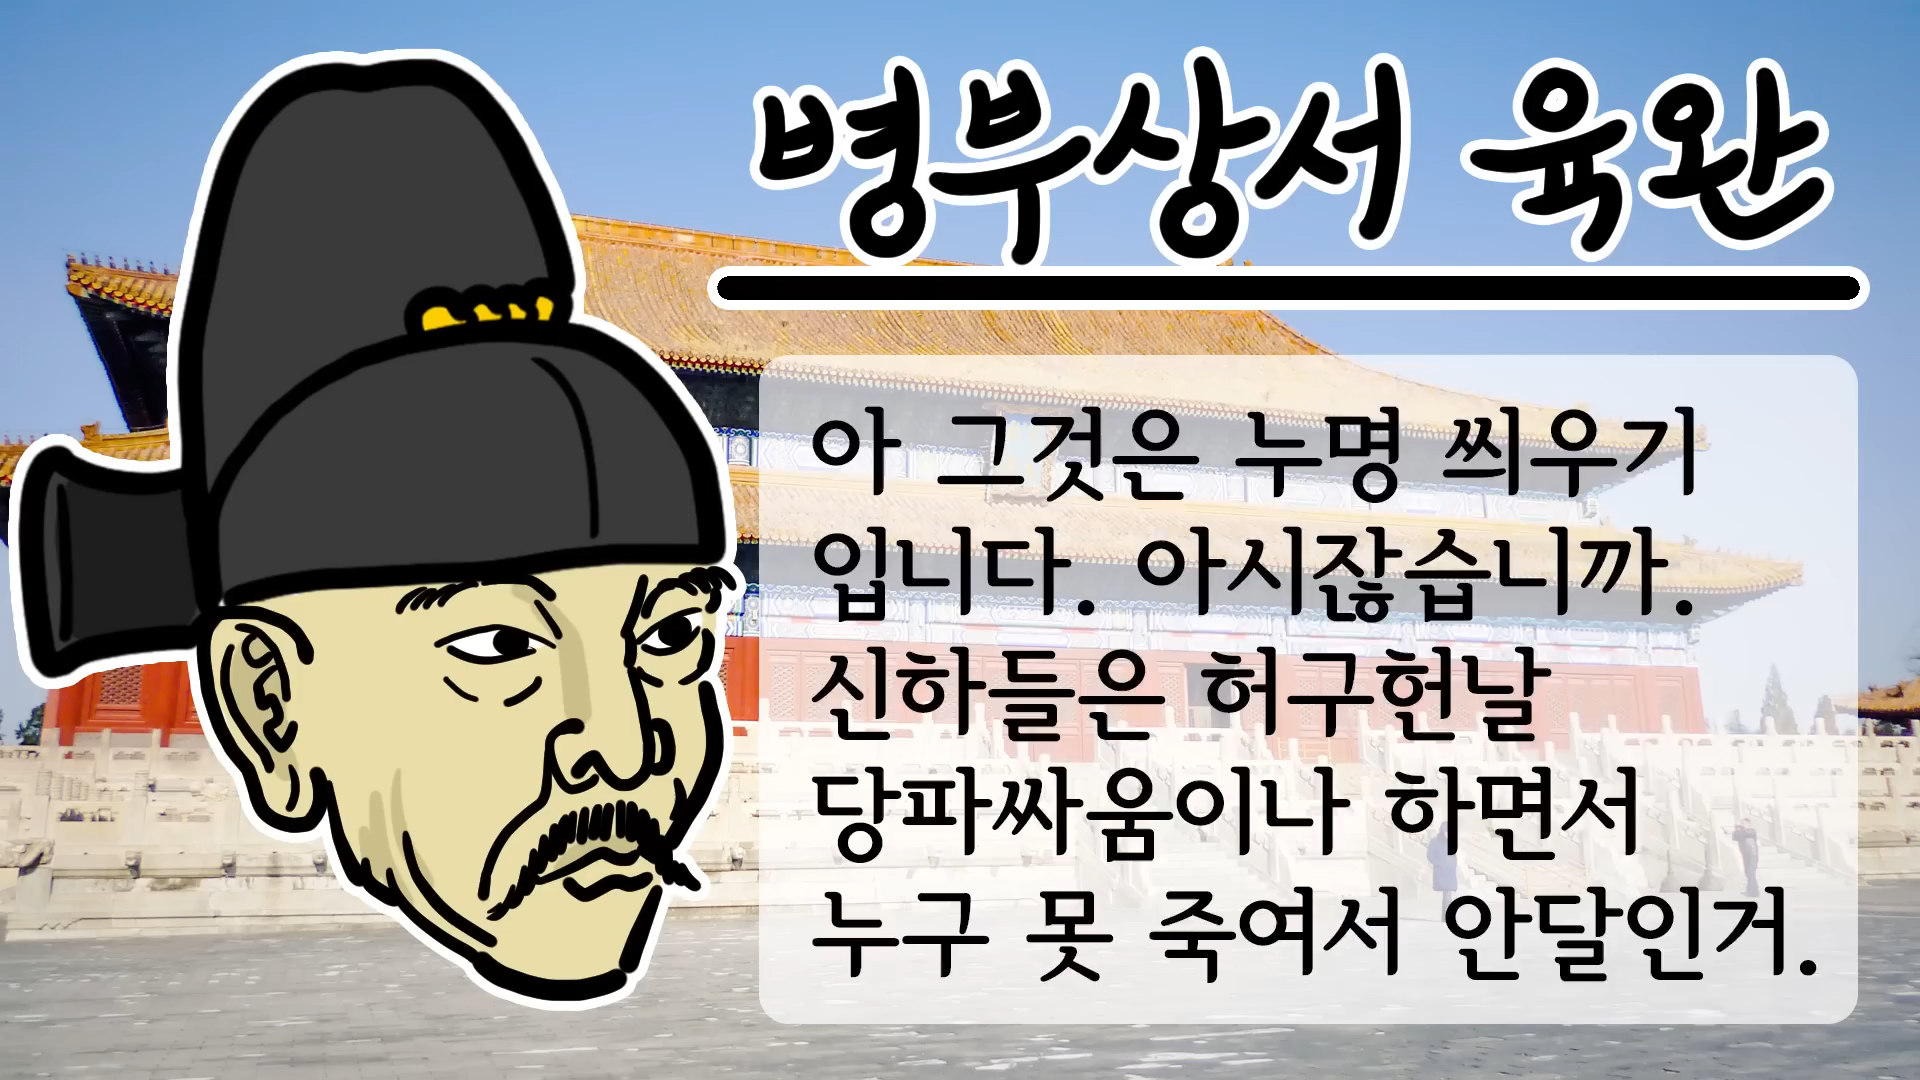 병부상서 육완
아 그것은 누명 씌우기
입니다. 아시잖습니까.
신하들은 허구헌날
당파싸움이나 하면서
누구 못 죽여서 안달인거.